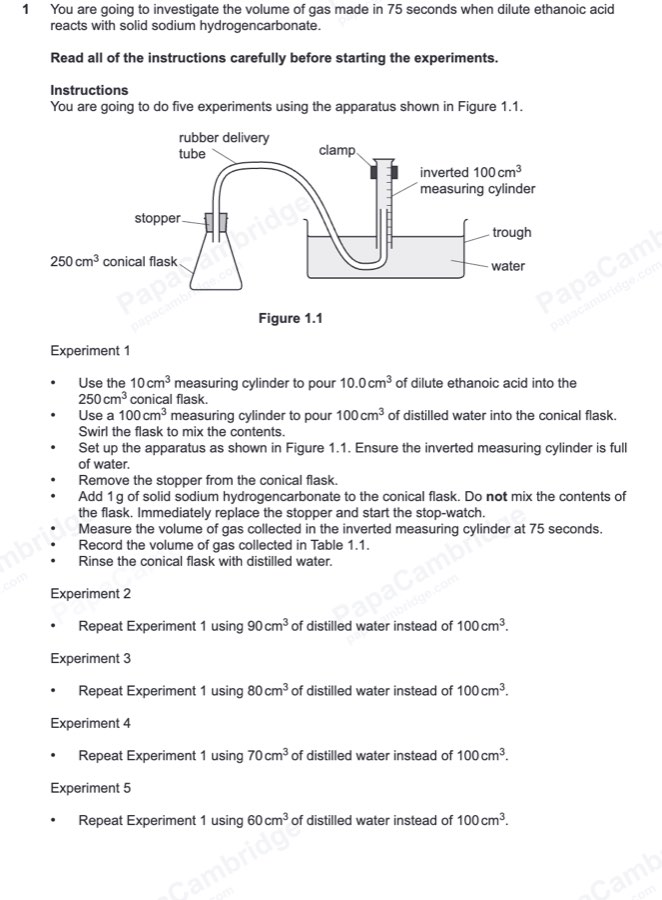 1 You are going to investigate the volume of gas made in 75 seconds when dilute ethanoic acid
reacts with solid sodium hydrogencarbonate.
Read all of the instructions carefully before starting the experiments.
Instructions
You are going to do five experiments using the apparatus shown in Figure 1.1.
rubber delivery
tube
clamp
inverted 100 cm³
measuring cylinder
stopper
trough
250 cm³ conical flask
water
Figure 1.1
Experiment 1
• Use the 10 cm³ measuring cylinder to pour 10.0 cm³ of dilute ethanoic acid into the
250 cm³ conical flask.
• Use a 100 cm³ measuring cylinder to pour 100 cm³ of distilled water into the conical flask.
Swirl the flask to mix the contents.
• Set up the apparatus as shown in Figure 1.1. Ensure the inverted measuring cylinder is full
of water.
• Remove the stopper from the conical flask.
• Add 1 g of solid sodium hydrogencarbonate to the conical flask. Do not mix the contents of
the flask. Immediately replace the stopper and start the stop-watch.
• Measure the volume of gas collected in the inverted measuring cylinder at 75 seconds.
• Record the volume of gas collected in Table 1.1.
• Rinse the conical flask with distilled water.
Experiment 2
• Repeat Experiment 1 using 90 cm³ of distilled water instead of 100 cm³.
Experiment 3
• Repeat Experiment 1 using 80 cm³ of distilled water instead of 100 cm³.
Experiment 4
• Repeat Experiment 1 using 70 cm³ of distilled water instead of 100 cm³.
Experiment 5
• Repeat Experiment 1 using 60 cm³ of distilled water instead of 100 cm³.
PapaCambridge
papacambridge.com
PapaCamb
papacambridge.com
PapaCambridge
papacambridge.com